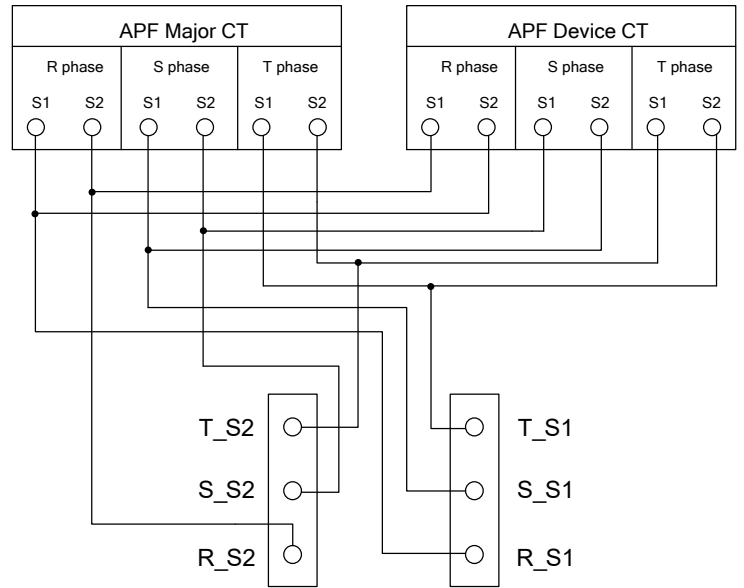 APF Major CT
APF Device CT
R phase S phase T phase
R phase S phase T phase
S1 S2 S1 S2 S1 S2
S1 S2 S1 S2 S1 S2
T_S2
T_S1
S_S2
S_S1
R_S2
R_S1